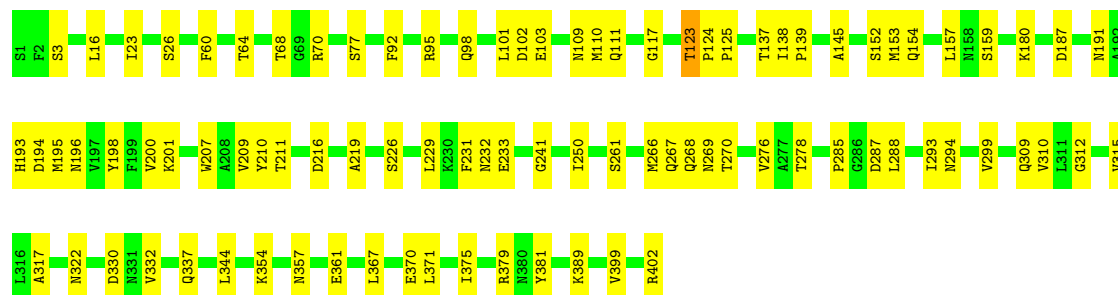 S1 F2 S3 L16 I23 S26 F60 T64 T68 G69 R70 S77 F92 R95 Q98 L101 D102 E103 N109 M110 Q111 G117 T123 P124 P125 T137 I138 P139 A145 S152 M153 Q154 L157 N158 S159 K180 D187 N191 A192
H193 D194 M195 N196 V197 Y198 F199 V200 K201 W207 A208 V209 Y210 T211 D216 A219 S226 L229 K230 F231 N232 E233 G241 I250 S261 M266 Q267 Q268 N269 T270 V276 A277 T278 P285 G286 D287 L288 I293 N294 V299 Q309 V310 L311 G312 V315
L316 A317 N322 D330 N331 V332 Q337 L344 K354 N357 E361 L367 E370 L371 I375 R379 N380 Y381 K389 V399 R402